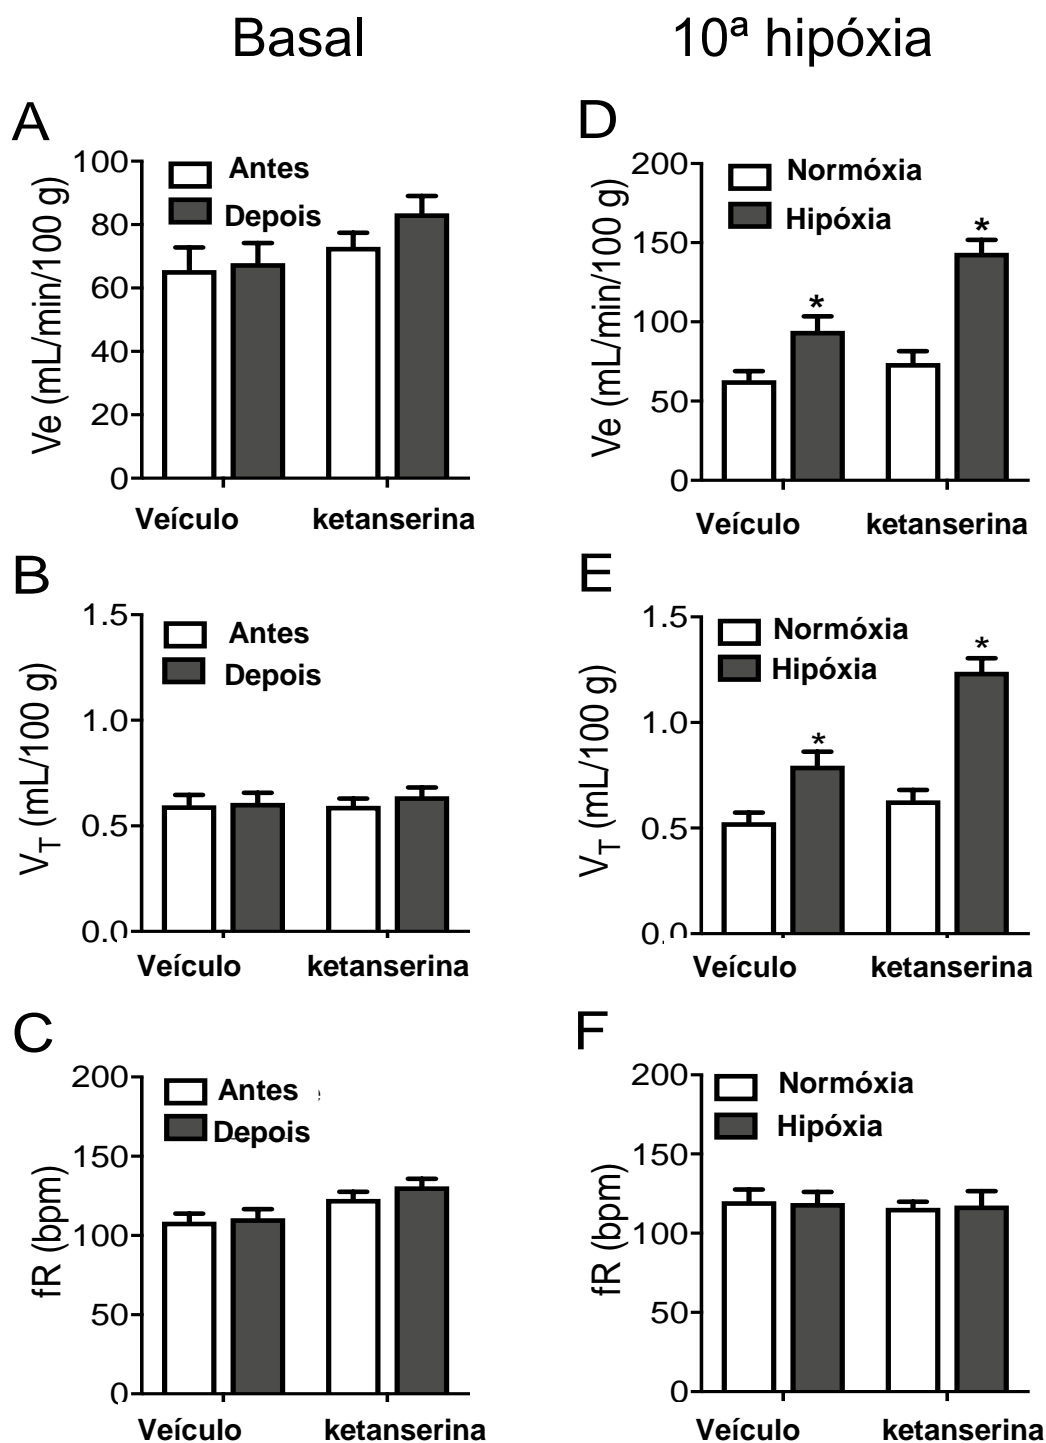 Basal
10ª hipóxia
A
Ve (mL/min/100 g)
100
80
60
40
20
0
Antes
Depois
Veículo
ketanserina
D
Ve (mL/min/100 g)
200
150
100
50
0
Normóxia
Hipóxia
*
*
Veículo
ketanserina
B
VT (mL/100 g)
1.5
1.0
0.5
0.0
Antes
Depois
Veículo
ketanserina
E
VT (mL/100 g)
1.5
1.0
0.5
0.0
Normóxia
Hipóxia
*
*
Veículo
ketanserina
C
fR (bpm)
200
150
100
50
0
Antes
Depois
Veículo
ketanserina
F
fR (bpm)
200
150
100
50
0
Normóxia
Hipóxia
Veículo
ketanserina